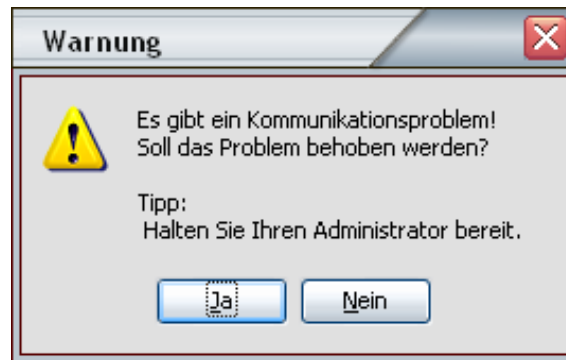 Warnung
Es gibt ein Kommunikationsproblem!
Soll das Problem behoben werden?
Tipp:
Halten Sie Ihren Administrator bereit.
Ja
Nein